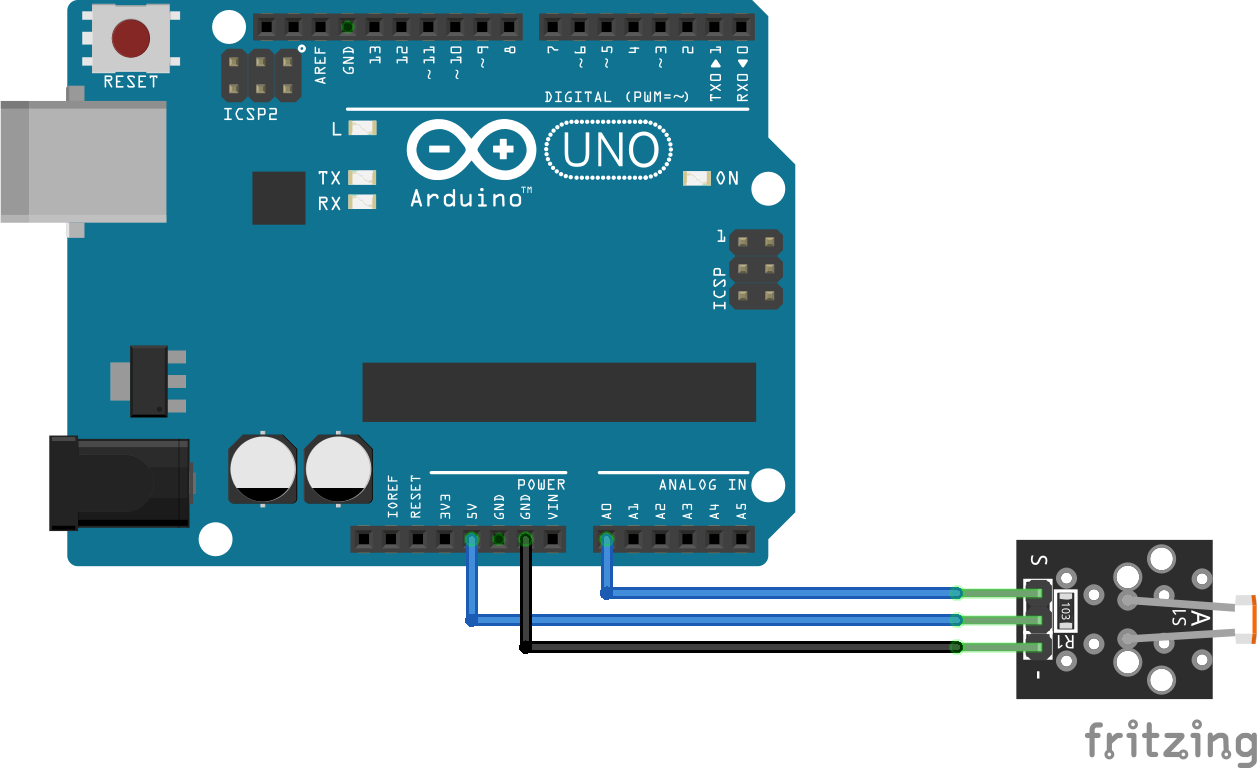 RESET
ICSP2
AREF
GND
13
12
~11
~10
~9
8
7
~6
~5
4
~3
2
TX0▶1
RX0◀0
DIGITAL (PWM=~)
L
TX
RX
UNO
Arduino™
ON
1
ICSP
IOREF
RESET
3V3
5V
GND
GND
VIN
POWER
A0
A1
A2
A3
A4
A5
ANALOG IN
S
103
R1
S1
A
-
fritzing